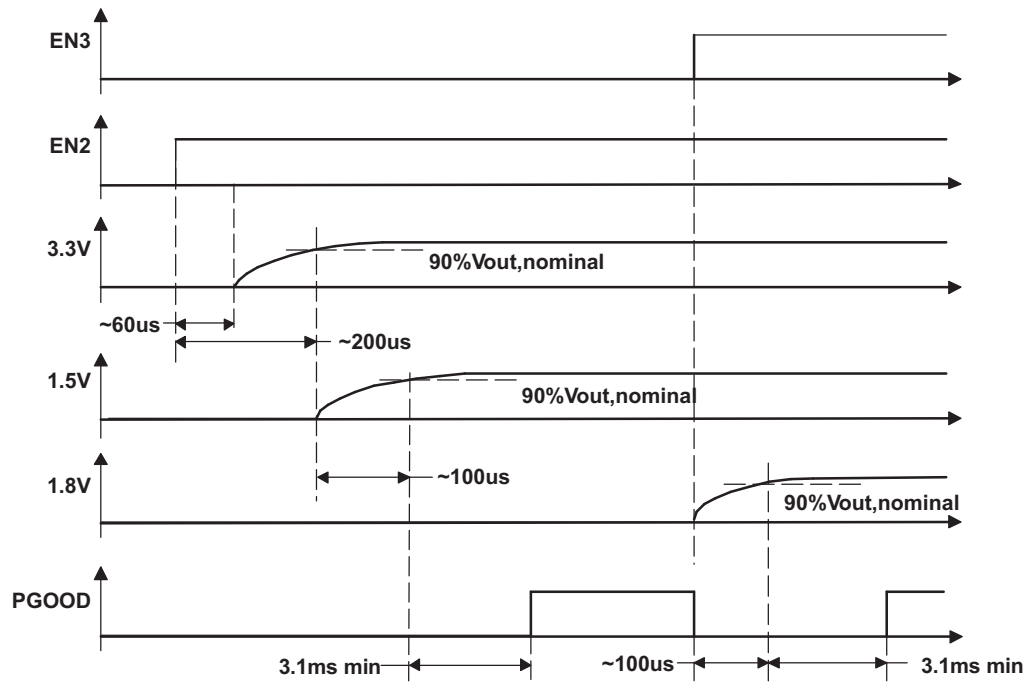 EN3
EN2
3.3V
90%Vout,nominal
~60us
~200us
1.5V
90%Vout,nominal
~100us
1.8V
90%Vout,nominal
PGOOD
3.1ms min
~100us
3.1ms min